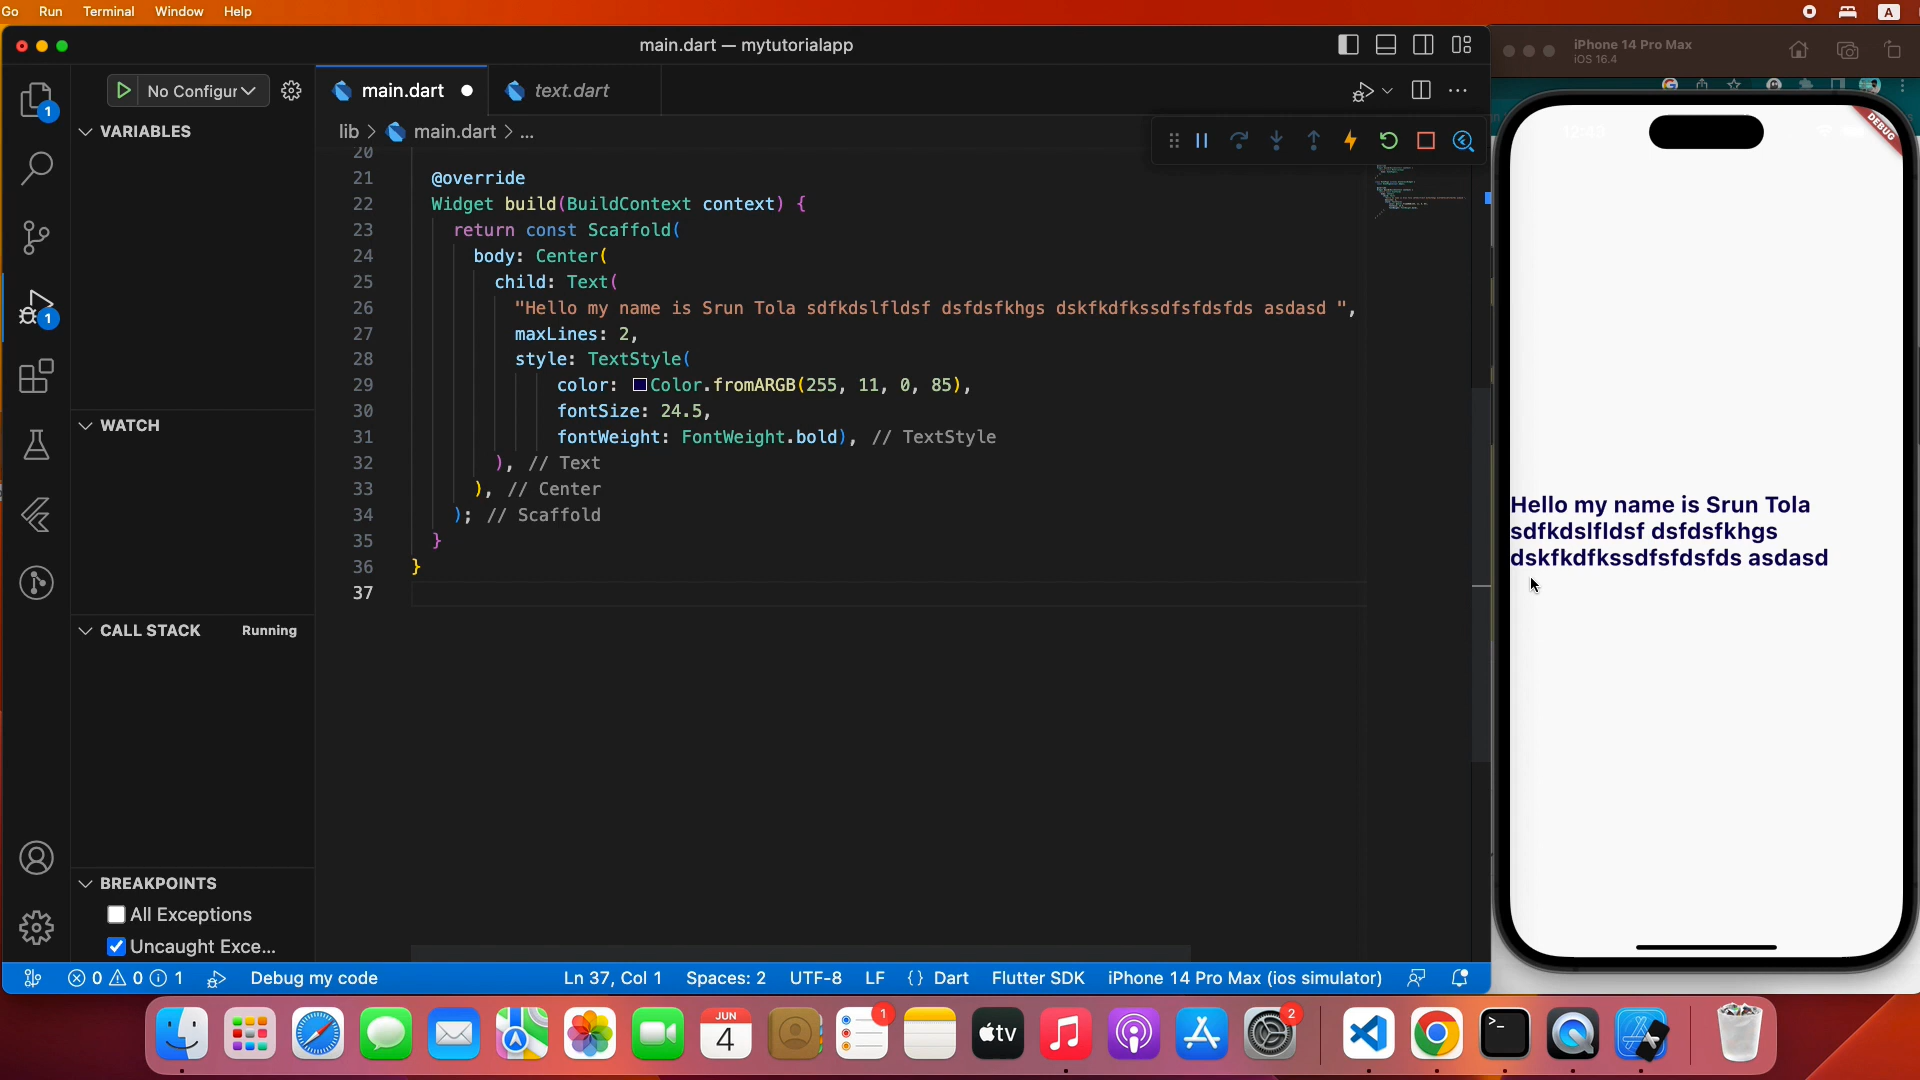 Go Run Terminal Window Help
A
main.dart — mytutorialapp
iPhone 14 Pro Max
iOS 16.4
No Configur
main.dart
text.dart
1
VARIABLES
lib > main.dart > ...
DEBUG
20
21 @override
22 Widget build(BuildContext context) {
23 return const Scaffold(
24 body: Center(
25 child: Text(
26 "Hello my name is Srun Tola sdfkdslfldsf dsfdsfkhgs dskfkdfkssdfsfdsfds asdasd ",
27 maxLines: 2,
28 style: TextStyle(
29 color: Color.fromARGB(255, 11, 0, 85),
30 fontSize: 24.5,
31 fontWeight: FontWeight.bold), // TextStyle
32 ), // Text
33 ), // Center
34 ); // Scaffold
35 }
36 }
37
1
WATCH
CALL STACK Running
BREAKPOINTS
All Exceptions
Uncaught Exce...
Hello my name is Srun Tola
sdfkdslfldsf dsfdsfkhgs
dskfkdfkssdfsfdsfds asdasd
0 0 1 Debug my code Ln 37, Col 1 Spaces: 2 UTF-8 LF {} Dart Flutter SDK iPhone 14 Pro Max (ios simulator)
JUN
4
1
tv
2